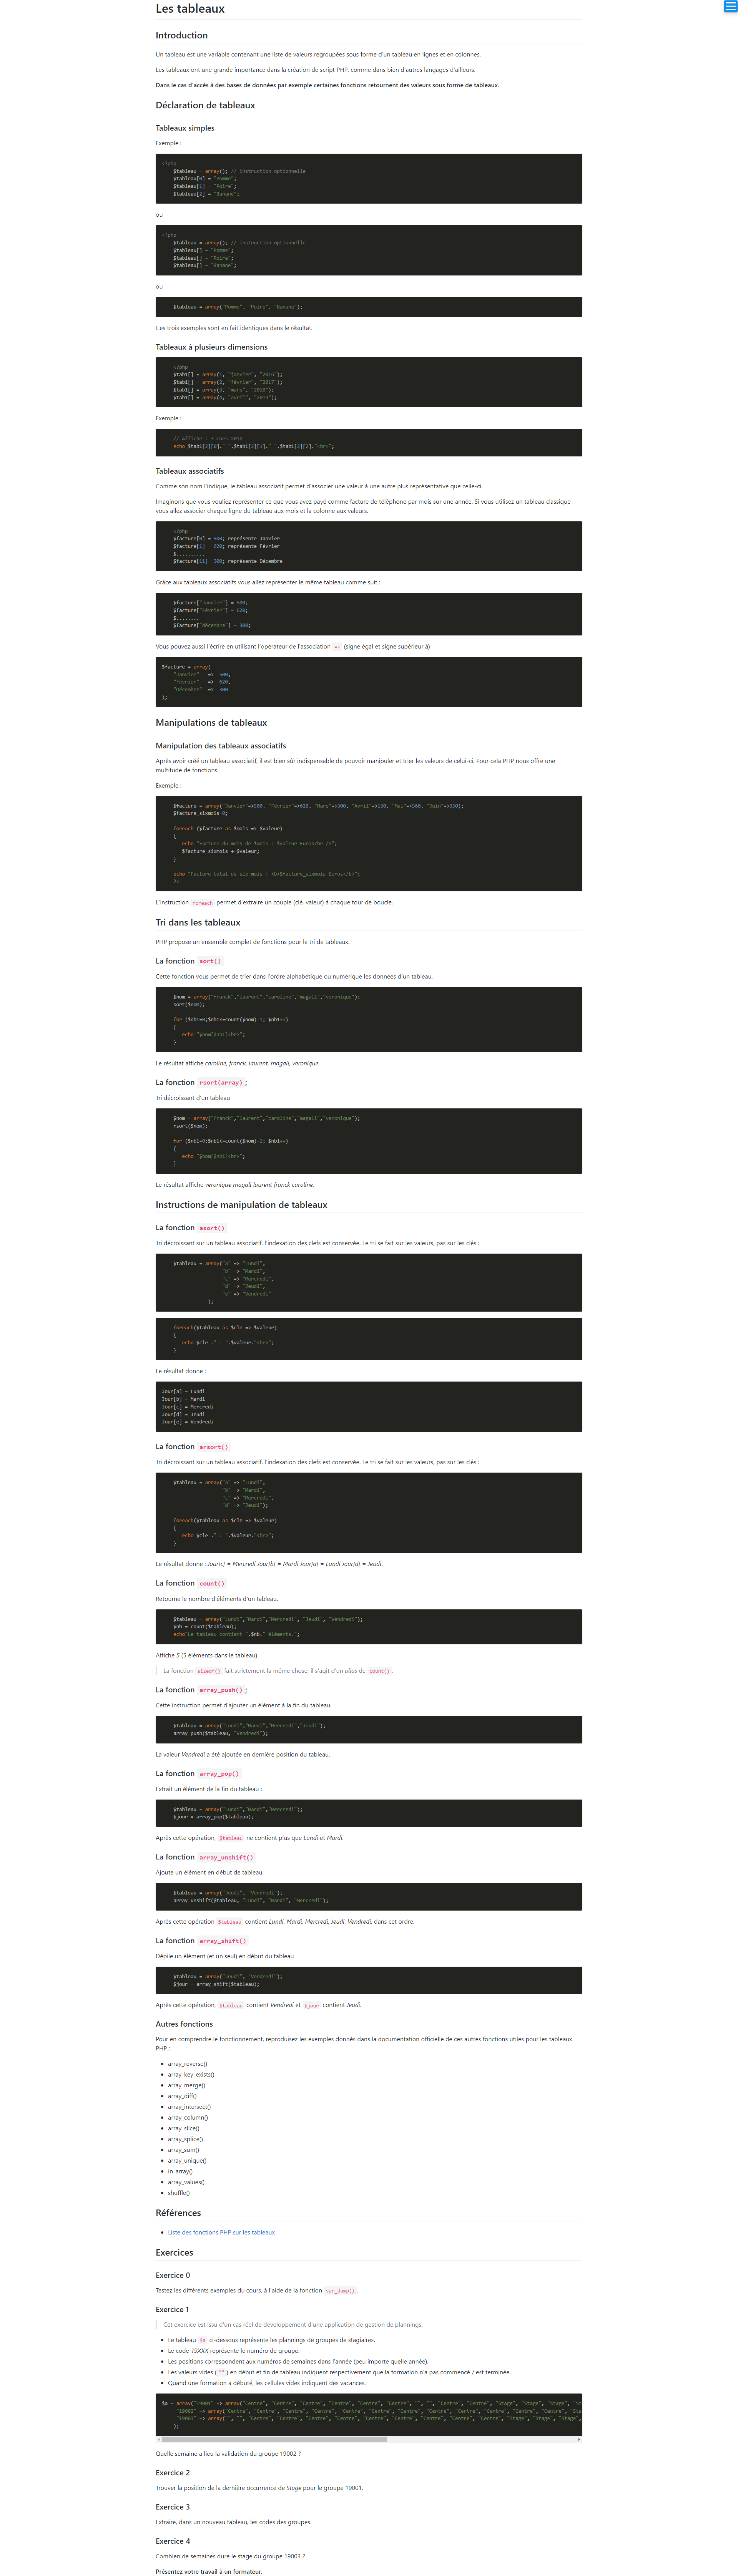 Les tableaux
Introduction
Un tableau est une variable contenant une liste de valeurs regroupées sous forme d'un tableau en lignes et en colonnes.
Les tableaux ont une grande importance dans la création de script PHP, comme dans bien d'autres langages d'ailleurs.
Dans le cas d'accès à des bases de données par exemple certaines fonctions retournent des valeurs sous forme de tableaux.
Déclaration de tableaux
Tableaux simples
Exemple :
<?php
$tableau = array(); // instruction optionnelle
$tableau[0] = "Pomme";
$tableau[1] = "Poire";
$tableau[2] = "Banane";
ou
<?php
$tableau = array(); // instruction optionnelle
$tableau[] = "Pomme";
$tableau[] = "Poire";
$tableau[] = "Banane";
ou
$tableau = array("Pomme", "Poire", "Banane");
Ces trois exemples sont en fait identiques dans le résultat.
Tableaux à plusieurs dimensions
<?php
$tab1[] = array(1, "janvier", "2016");
$tab1[] = array(2, "février", "2017");
$tab1[] = array(3, "mars", "2018");
$tab1[] = array(4, "avril", "2019");
Exemple :
// Affiche : 3 mars 2018
echo $tab1[2][0]." ".$tab1[2][1]." ".$tab1[2][2]."<br>";
Tableaux associatifs
Comme son nom l'indique, le tableau associatif permet d'associer une valeur à une autre plus représentative que celle-ci.
Imaginons que vous vouliez représenter ce que vous avez payé comme facture de téléphone par mois sur une année. Si vous utilisez un tableau classique
vous allez associer chaque ligne du tableau aux mois et la colonne aux valeurs.
<?php
$facture[0] = 500; représente Janvier
$facture[1] = 620; représente Février
$..........
$facture[11]= 300; représente Décembre
Grâce aux tableaux associatifs vous allez représenter le même tableau comme suit :
$facture["Janvier"] = 500;
$facture["Février"] = 620;
$........
$facture["décembre"] = 300;
Vous pouvez aussi l'écrire en utilisant l'opérateur de l'association => (signe égal et signe supérieur à)
$facture = array(
"Janvier" => 500,
"Février" => 620,
"Décembre" => 300
);
Manipulations de tableaux
Manipulation des tableaux associatifs
Après avoir créé un tableau associatif, il est bien sûr indispensable de pouvoir manipuler et trier les valeurs de celui-ci. Pour cela PHP nous offre une
multitude de fonctions.
Exemple :
$facture = array("Janvier"=>500, "Février"=>620, "Mars"=>300, "Avril"=>130, "Mai"=>560, "Juin"=>350);
$facture_sixmois=0;
foreach ($facture as $mois => $valeur)
{
echo "Facture du mois de $mois : $valeur Euros<br />";
$facture_sixmois +=$valeur;
}
echo "Facture total de six mois : <b>$facture_sixmois Euros</b>";
?>
L'instruction foreach permet d'extraire un couple (clé, valeur) à chaque tour de boucle.
Tri dans les tableaux
PHP propose un ensemble complet de fonctions pour le tri de tableaux.
La fonction sort()
Cette fonction vous permet de trier dans l'ordre alphabétique ou numérique les données d'un tableau.
$nom = array("franck","laurent","caroline","magali","veronique");
sort($nom);
for ($nb1=0;$nb1<=count($nom)-1; $nb1++)
{
echo "$nom[$nb1]<br>";
}
Le résultat affiche caroline, franck, laurent, magali, veronique.
La fonction rsort(array) ;
Tri décroissant d'un tableau
$nom = array("franck","laurent","caroline","magali","veronique");
rsort($nom);
for ($nb1=0;$nb1<=count($nom)-1; $nb1++)
{
echo "$nom[$nb1]<br>";
}
Le résultat affiche veronique magali laurent franck caroline.
Instructions de manipulation de tableaux
La fonction asort()
Tri décroissant sur un tableau associatif, l'indexation des clefs est conservée. Le tri se fait sur les valeurs, pas sur les clés :
$tableau = array("a" => "Lundi",
"b" => "Mardi",
"c" => "Mercredi",
"d" => "Jeudi",
"e" => "Vendredi"
);
foreach($tableau as $cle => $valeur)
{
echo $cle ." : ".$valeur."<br>";
}
Le résultat donne :
Jour[a] = Lundi
Jour[b] = Mardi
Jour[c] = Mercredi
Jour[d] = Jeudi
Jour[e] = Vendredi
La fonction arsort()
Tri décroissant sur un tableau associatif, l'indexation des clefs est conservée. Le tri se fait sur les valeurs, pas sur les clés :
$tableau = array("a" => "Lundi",
"b" => "Mardi",
"c" => "Mercredi",
"d" => "Jeudi");
foreach($tableau as $cle => $valeur)
{
echo $cle ." : ".$valeur."<br>";
}
Le résultat donne : Jour[c] = Mercredi Jour[b] = Mardi Jour[a] = Lundi Jour[d] = Jeudi.
La fonction count()
Retourne le nombre d'éléments d'un tableau.
$tableau = array("Lundi","Mardi","Mercredi", "Jeudi", "Vendredi");
$nb = count($tableau);
echo"Le tableau contient ".$nb." éléments.";
Affiche 5 (5 éléments dans le tableau).
La fonction sizeof() fait strictement la même chose: il s'agit d'un alias de count() .
La fonction array_push() ;
Cette instruction permet d'ajouter un élément à la fin du tableau.
$tableau = array("Lundi","Mardi","Mercredi","Jeudi");
array_push($tableau, "Vendredi");
La valeur Vendredi a été ajoutée en dernière position du tableau.
La fonction array_pop()
Extrait un élément de la fin du tableau :
$tableau = array("Lundi","Mardi","Mercredi");
$jour = array_pop($tableau);
Après cette opération, $tableau ne contient plus que Lundi et Mardi.
La fonction array_unshift()
Ajoute un élément en début de tableau
$tableau = array("Jeudi", "Vendredi");
array_unshift($tableau, "Lundi", "Mardi", "Mercredi");
Après cette opération $tableau contient Lundi, Mardi, Mercredi, Jeudi, Vendredi, dans cet ordre.
La fonction array_shift()
Dépile un élément (et un seul) en début du tableau
$tableau = array("Jeudi", "Vendredi");
$jour = array_shift($tableau);
Après cette opération, $tableau contient Vendredi et $jour contient Jeudi.
Autres fonctions
Pour en comprendre le fonctionnement, reproduisez les exemples donnés dans la documentation officielle de ces autres fonctions utiles pour les tableaux
PHP :
array_reverse()
array_key_exists()
array_merge()
array_diff()
array_intersect()
array_column()
array_slice()
array_splice()
array_sum()
array_unique()
in_array()
array_values()
shuffle()
Références
Liste des fonctions PHP sur les tableaux
Exercices
Exercice 0
Testez les différents exemples du cours, à l'aide de la fonction var_dump() .
Exercice 1
Cet exercice est issu d'un cas réel de développement d'une application de gestion de plannings.
Le tableau $a ci-dessous représente les plannings de groupes de stagiaires.
Le code 19XXX représente le numéro de groupe.
Les positions correspondent aux numéros de semaines dans l'année (peu importe quelle année).
Les valeurs vides ( "" ) en début et fin de tableau indiquent respectivement que la formation n'a pas commencé / est terminée.
Quand une formation a débuté, les cellules vides indiquent des vacances.
$a = array("19001" => array("Centre", "Centre", "Centre", "Centre", "Centre", "Centre", "", "", "Centre", "Centre", "Stage", "Stage", "Stage", "St
"19002" => array("Centre", "Centre", "Centre", "Centre", "Centre", "Centre", "Centre", "Centre", "Centre", "Centre", "Centre", "Centre", "Sta
"19003" => array("", "", "Centre", "Centre", "Centre", "Centre", "Centre", "Centre", "Centre", "Centre", "Centre", "Stage", "Stage", "Stage",
);
Quelle semaine a lieu la validation du groupe 19002 ?
Exercice 2
Trouver la position de la dernière occurrence de Stage pour le groupe 19001.
Exercice 3
Extraire, dans un nouveau tableau, les codes des groupes.
Exercice 4
Combien de semaines dure le stage du groupe 19003 ?
Présentez votre travail à un formateur.